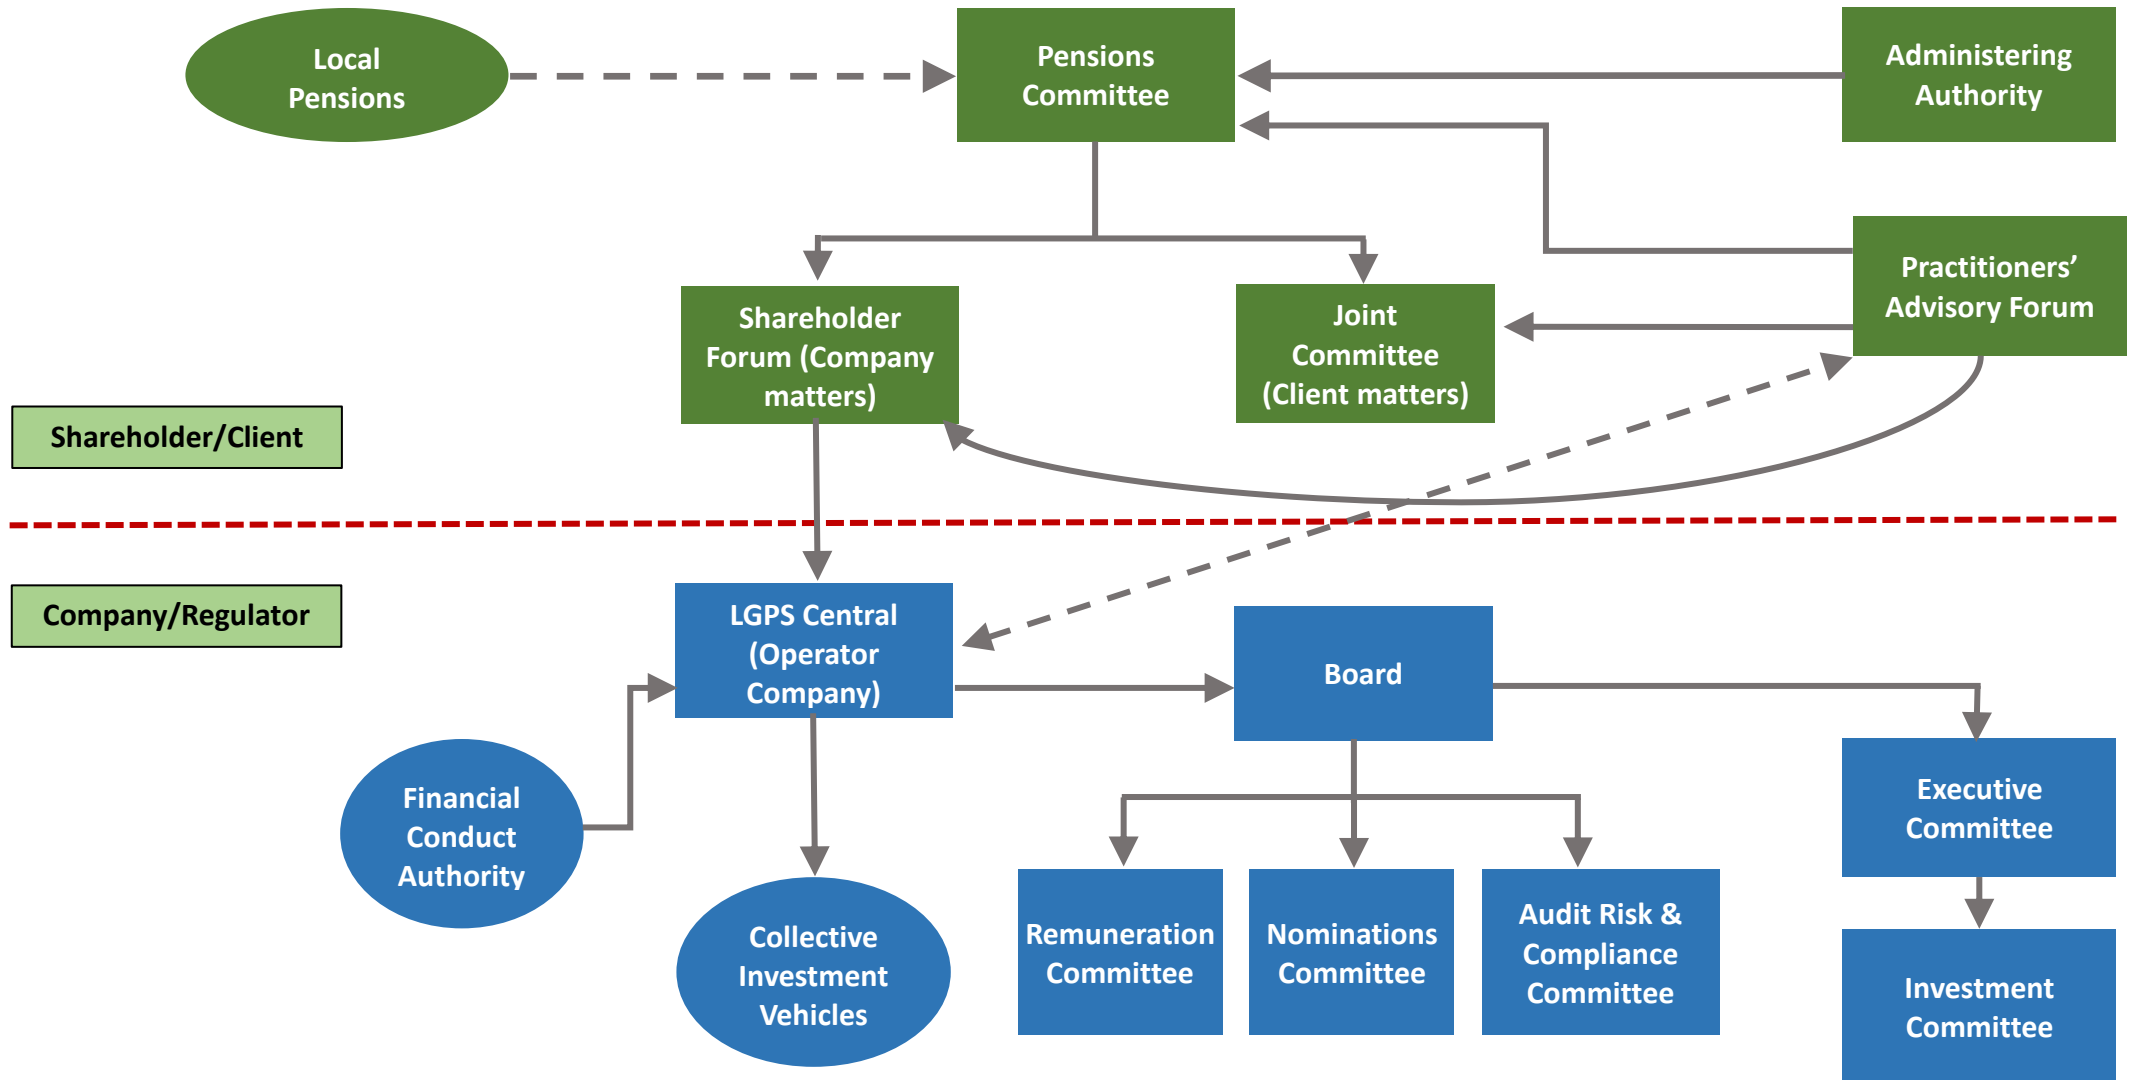 Local
Pensions
Pensions
Committee
Administering
Authority
Practitioners’
Advisory Forum
Shareholder
Forum (Company
matters)
Joint
Committee
(Client matters)
Shareholder/Client
Company/Regulator
LGPS Central
(Operator
Company)
Board
Financial
Conduct
Authority
Executive
Committee
Collective
Investment
Vehicles
Remuneration
Committee
Nominations
Committee
Audit Risk &
Compliance
Committee
Investment
Committee